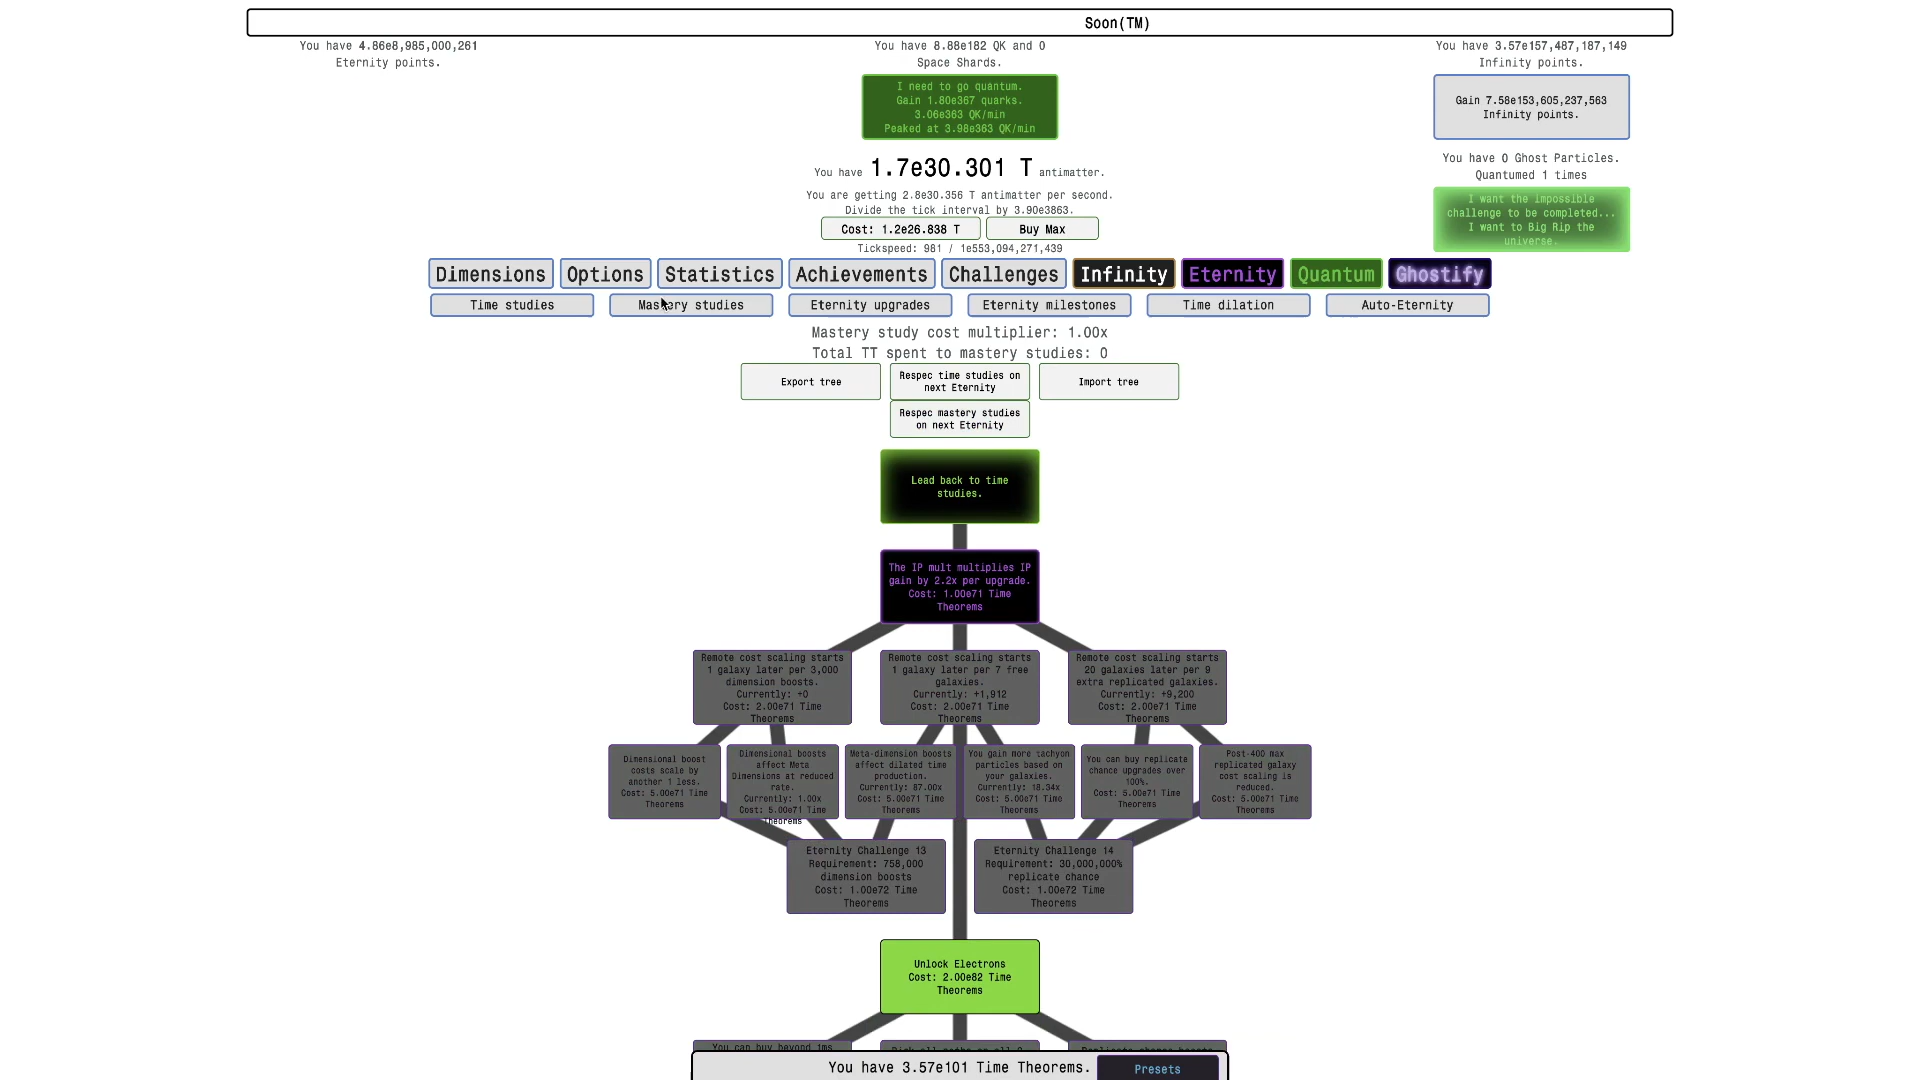 Soon(TM)
You have 4.86e8,985,000,261
Eternity points.
You have 8.88e182 QK and 0
Space Shards.
You have 3.57e157,487,187,149
Infinity points.
I need to go quantum.
Gain 1.80e367 quarks.
3.06e363 QK/min
Peaked at 3.98e363 QK/min
Gain 7.58e153,605,237,563
Infinity points.
You have 1.7e30.301 T antimatter.
You have 0 Ghost Particles.
Quantumed 1 times
You are getting 2.8e30.356 T antimatter per second.
Divide the tick interval by 3.90e3863.
I want the impossible
challenge to be completed...
I want to Big Rip the
universe.
Cost: 1.2e26.838 T
Buy Max
Tickspeed: 981 / 1e553,094,271,439
Dimensions
Options
Statistics
Achievements
Challenges
Infinity
Eternity
Quantum
Ghostify
Time studies
Mastery studies
Eternity upgrades
Eternity milestones
Time dilation
Auto-Eternity
Mastery study cost multiplier: 1.00x
Total TT spent to mastery studies: 0
Export tree
Respec time studies on
next Eternity
Import tree
Respec mastery studies
on next Eternity
Lead back to time
studies.
The IP mult multiplies IP
gain by 2.2x per upgrade.
Cost: 1.00e71 Time
Theorems
Remote cost scaling starts
1 galaxy later per 3,000
dimension boosts.
Currently: +0
Cost: 2.00e71 Time
Theorems
Remote cost scaling starts
1 galaxy later per 7 free
galaxies.
Currently: +1,912
Cost: 2.00e71 Time
Theorems
Remote cost scaling starts
20 galaxies later per 9
extra replicated galaxies.
Currently: +9,200
Cost: 2.00e71 Time
Theorems
Dimensional boost
costs scale by
another 1 less.
Cost: 5.00e71 Time
Theorems
Dimensional boosts
affect Meta
Dimensions at reduced
rate.
Currently: 1.00x
Cost: 5.00e71 Time
Theorems
Meta-dimension boosts
affect dilated time
production.
Currently: 87.00x
Cost: 5.00e71 Time
Theorems
You gain more tachyon
particles based on
your galaxies.
Currently: 18.34x
Cost: 5.00e71 Time
Theorems
You can buy replicate
chance upgrades over
100%.
Cost: 5.00e71 Time
Theorems
Post-400 max
replicated galaxy
cost scaling is
reduced.
Cost: 5.00e71 Time
Theorems
Eternity Challenge 13
Requirement: 758,000
dimension boosts
Cost: 1.00e72 Time
Theorems
Eternity Challenge 14
Requirement: 30,000,000%
replicate chance
Cost: 1.00e72 Time
Theorems
Unlock Electrons
Cost: 2.00e82 Time
Theorems
You can buy beyond 1ms
You have 3.57e101 Time Theorems.
Presets